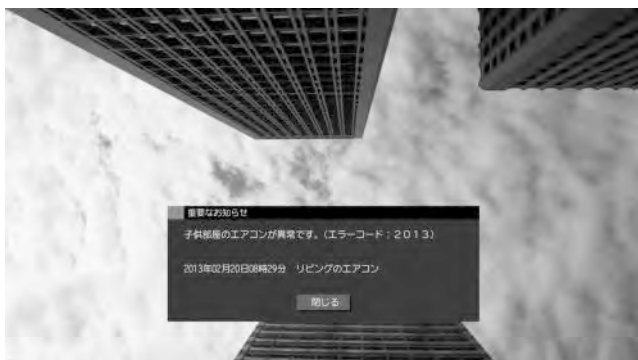 重要なお知らせ
子供部屋のエアコンが異常です。(エラーコード:2013)
2013年02月20日08時29分 リビングのエアコン
閉じる